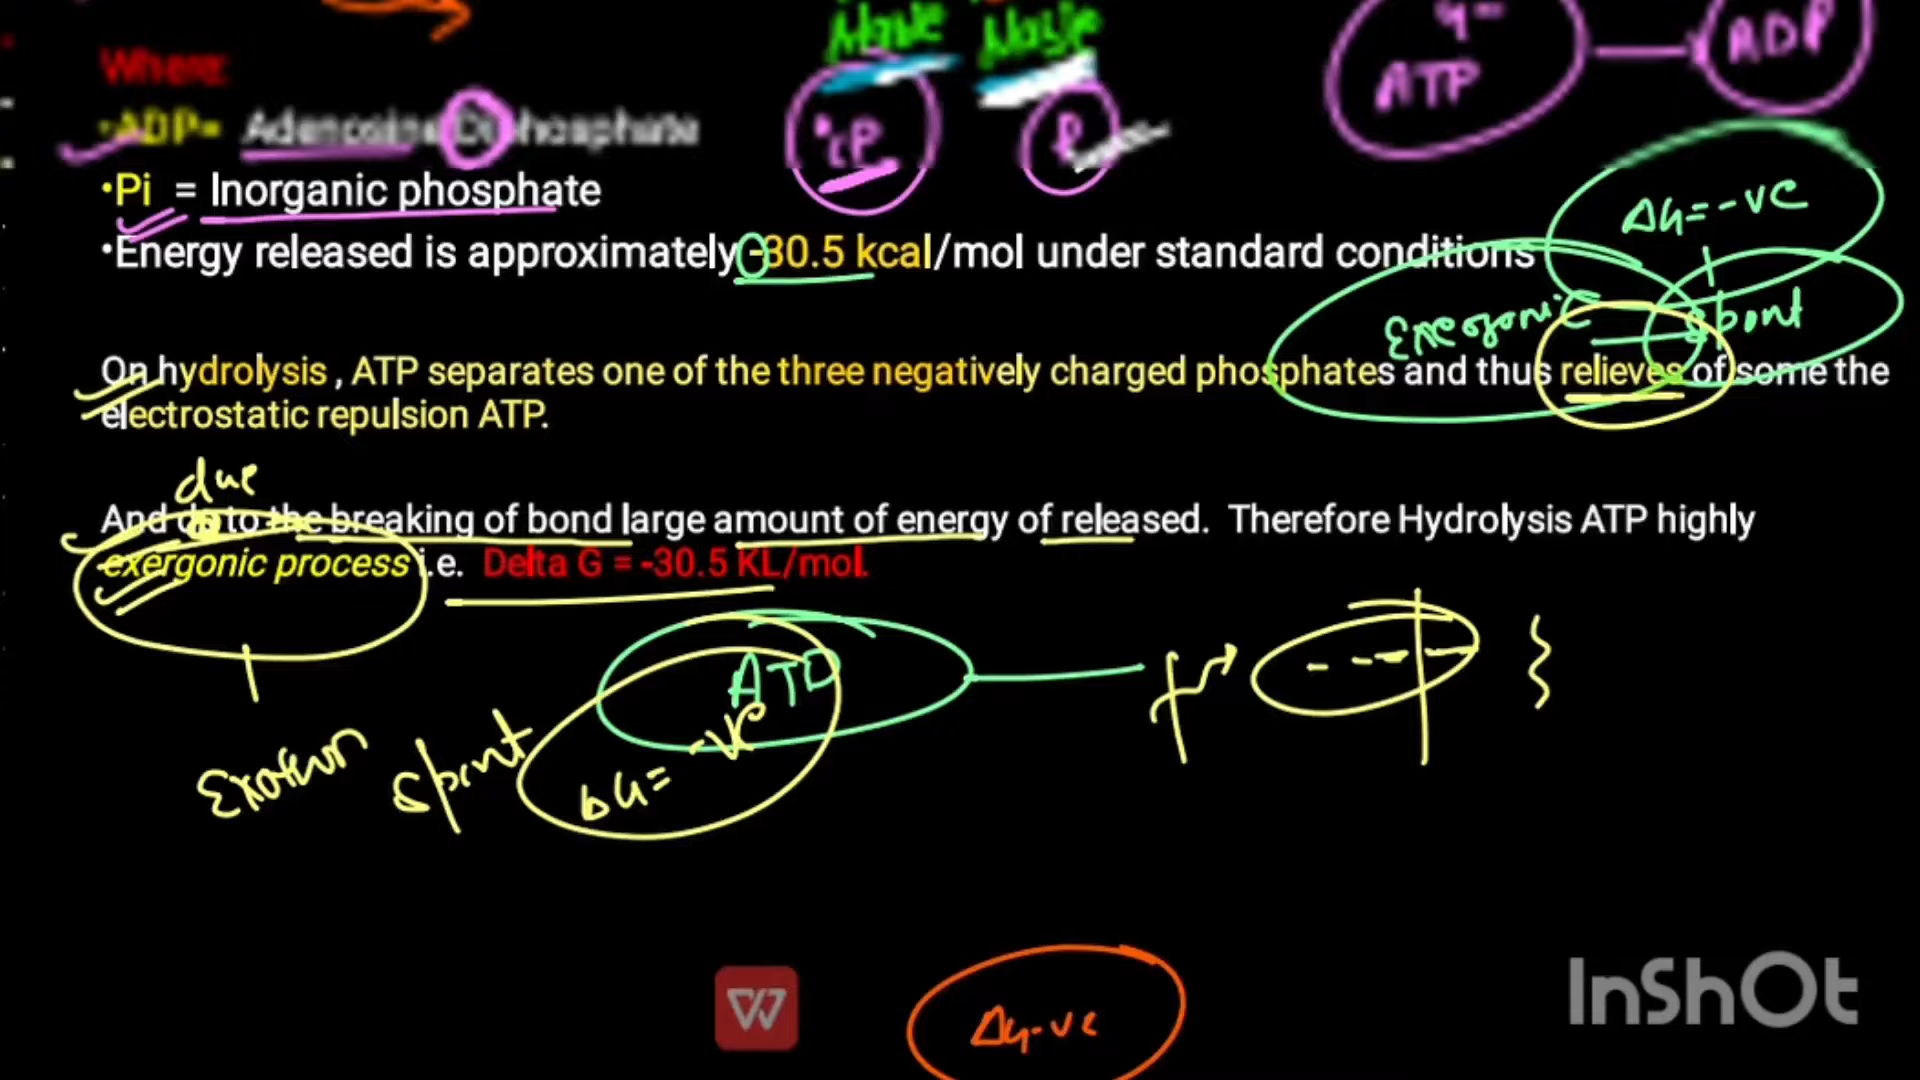 Where:
•ADP= Adenosine Diphosphate
•Pi = Inorganic phosphate
•Energy released is approximately -30.5 kcal/mol under standard conditions
iP P
ATP ADP
ΔG=-ve
Exergonic
spont
On hydrolysis , ATP separates one of the three negatively charged phosphates and thus relieves of some the
electrostatic repulsion ATP.
due
And do to the breaking of bond large amount of energy of released. Therefore Hydrolysis ATP highly
exergonic process i.e. Delta G = -30.5 KL/mol.
ATP
spont ΔG= -ve
ΔG-ve
W
InShOt